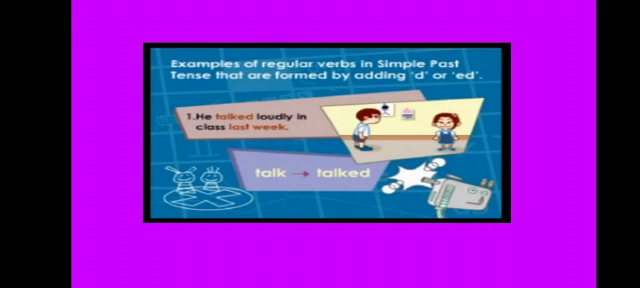 Examples of regular verbs in Simple Past
Tense that are formed by adding 'd' or 'ed'.
1.He talked loudly in
class last week.
talk → talked